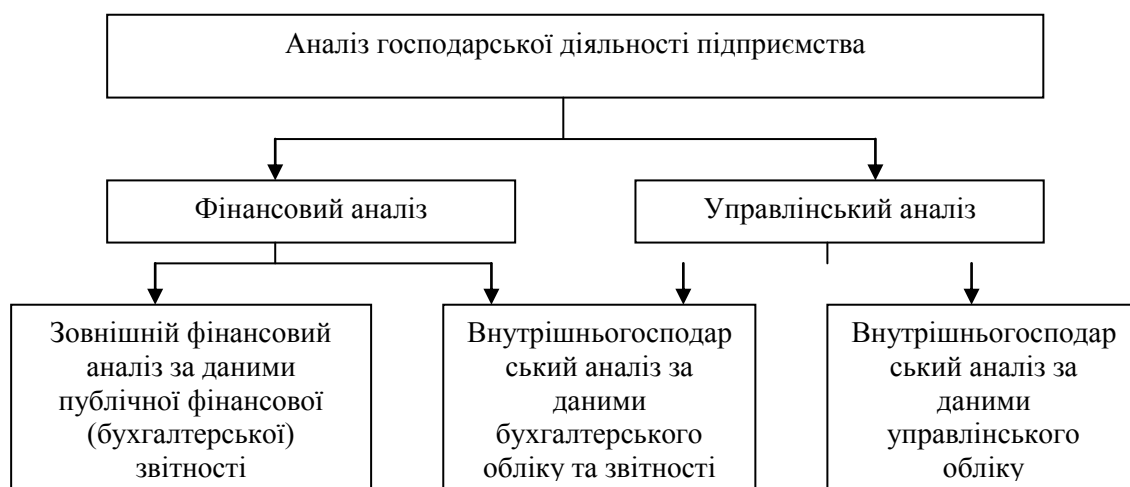 Аналіз господарської діяльності підприємства
Фінансовий аналіз
Управлінський аналіз
Зовнішній фінансовий
аналіз за даними
публічної фінансової
(бухгалтерської)
звітності
Внутрішньогосподар
ський аналіз за
даними
бухгалтерського
обліку та звітності
Внутрішньогосподар
ський аналіз за
даними
управлінського
обліку